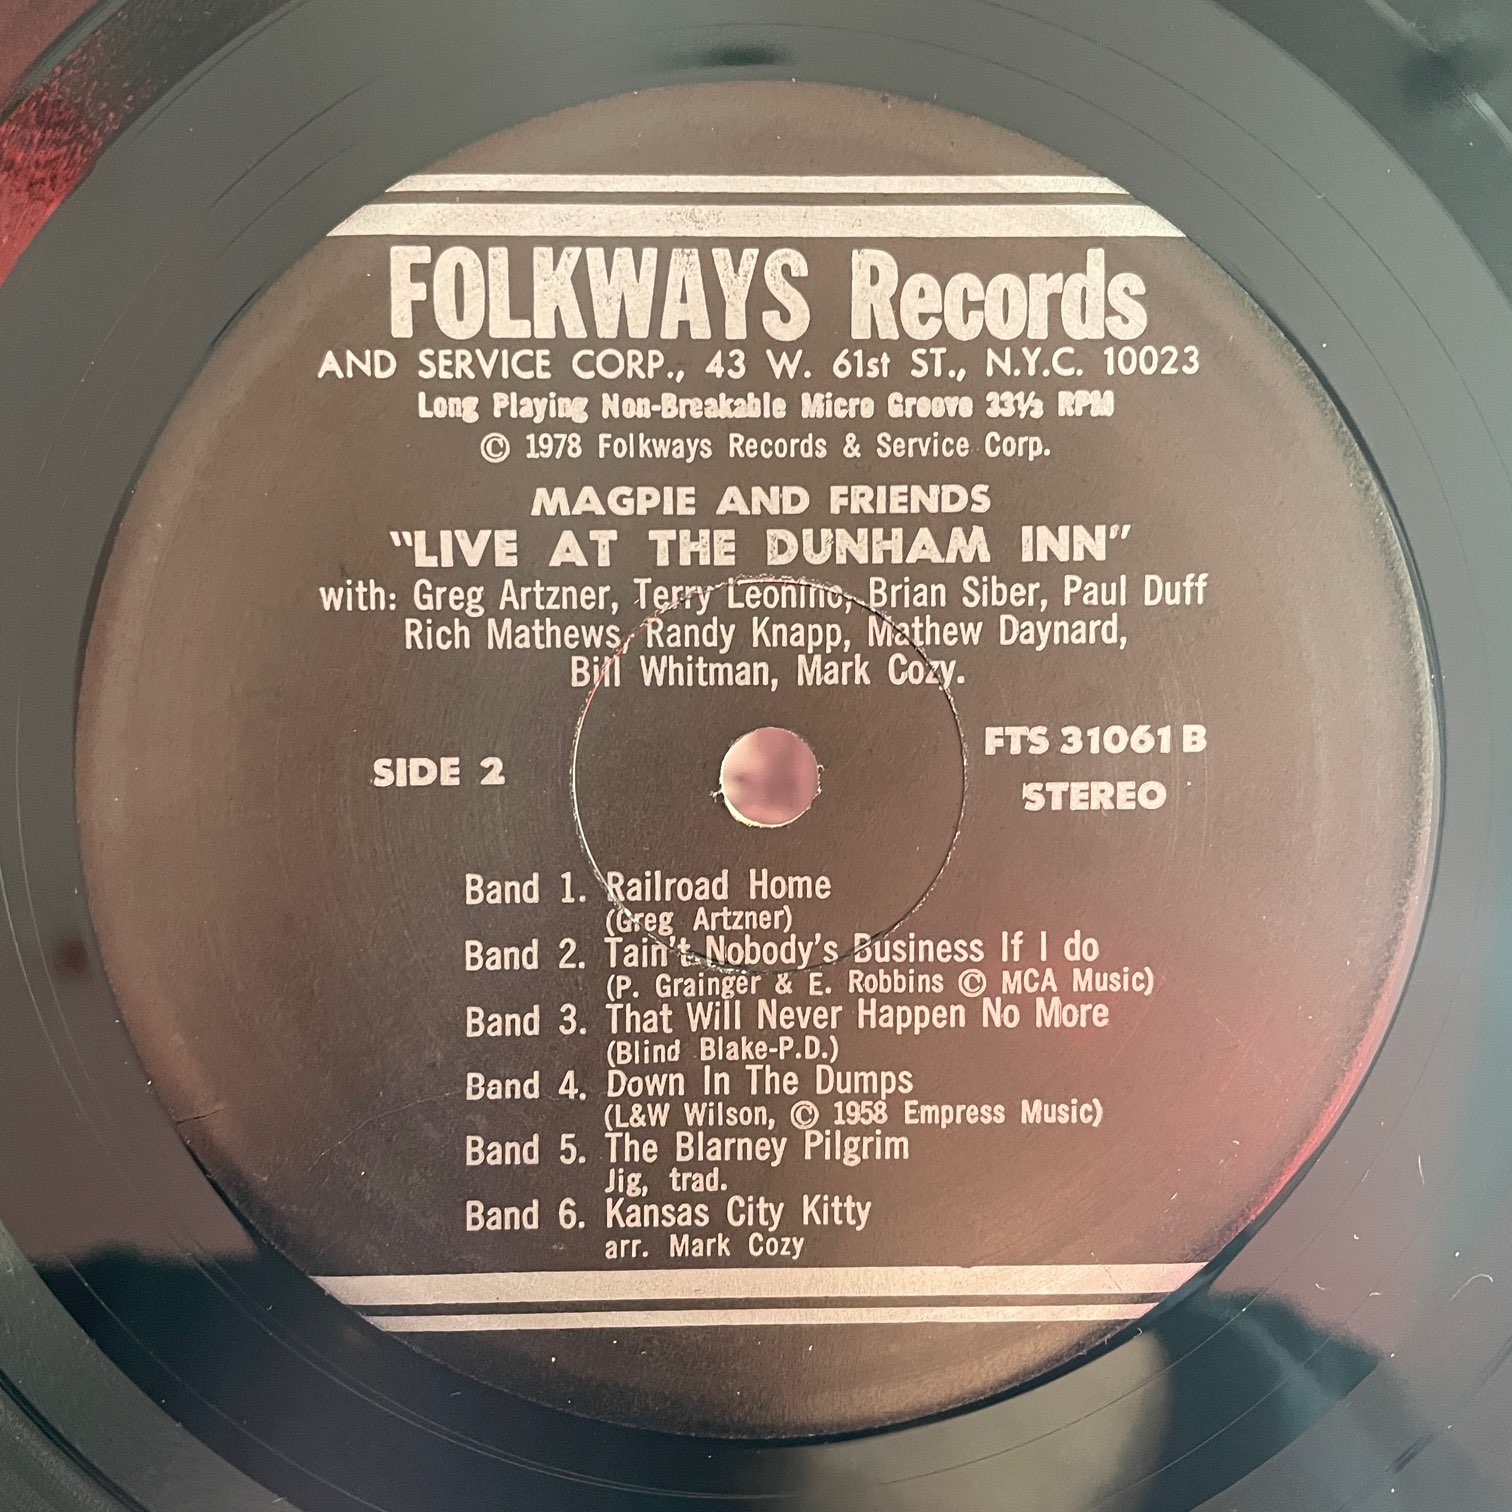 FOLKWAYS Records
AND SERVICE CORP., 43 W. 61st ST., N.Y.C. 10023
Long Playing Non-Breakable Micro Groove 33⅓ RPM
© 1978 Folkways Records & Service Corp.
MAGPIE AND FRIENDS
"LIVE AT THE DUNHAM INN"
with: Greg Artzner, Terry Leonino, Brian Siber, Paul Duff
Rich Mathews, Randy Knapp, Mathew Daynard,
Bill Whitman, Mark Cozy.
SIDE 2
FTS 31061 B
STEREO
Band 1. Railroad Home
(Greg Artzner)
Band 2. Tain't Nobody's Business If I do
(P. Grainger & E. Robbins © MCA Music)
Band 3. That Will Never Happen No More
(Blind Blake-P.D.)
Band 4. Down In The Dumps
(L&W Wilson, © 1958 Empress Music)
Band 5. The Blarney Pilgrim
Jig, trad.
Band 6. Kansas City Kitty
arr. Mark Cozy